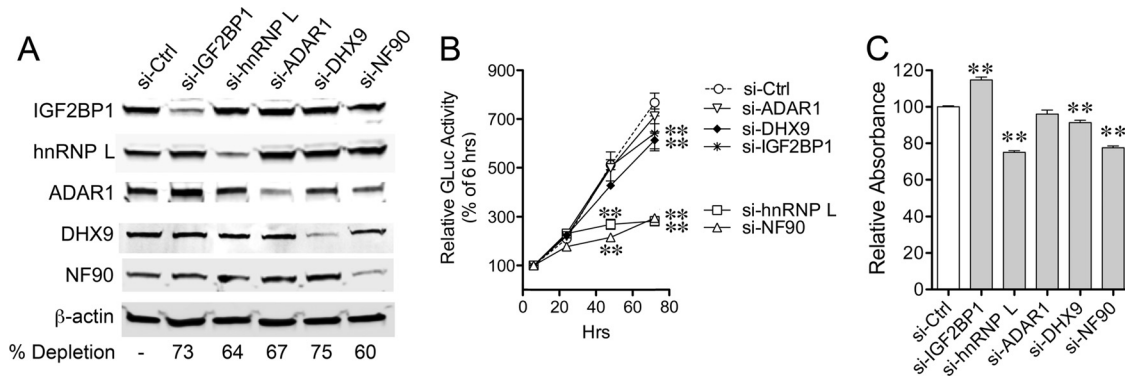 A
si-Ctrl
si-IGF2BP1
si-hnRNP L
si-ADAR1
si-DHX9
si-NF90
IGF2BP1
hnRNP L
ADAR1
DHX9
NF90
β-actin
% Depletion - 73 64 67 75 60
B
Relative GLuc Activity
(% of 6 hrs)
900
700
500
300
100
0 20 40 60 80
Hrs
** ** ** ** ** **
si-Ctrl
si-ADAR1
si-DHX9
si-IGF2BP1
si-hnRNP L
si-NF90
C
Relative Absorbance
120
100
80
60
40
20
0
** ** ** **
si-Ctrl
si-IGF2BP1
si-hnRNP L
si-ADAR1
si-DHX9
si-NF90